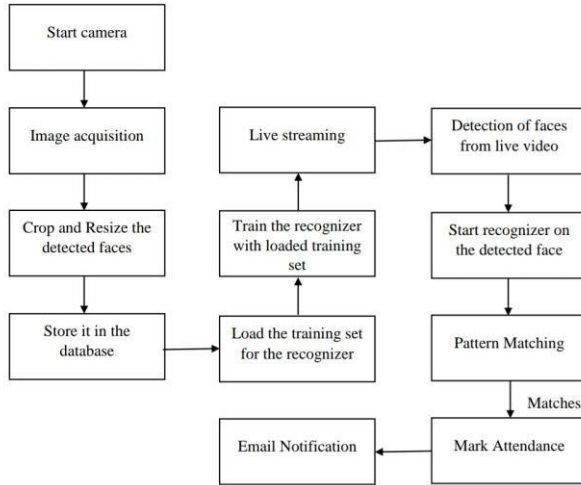 Start camera
Image acquisition
Crop and Resize the
detected faces
Store it in the
database
Load the training set
for the recognizer
Train the recognizer
with loaded training
set
Live streaming
Detection of faces
from live video
Start recognizer on
the detected face
Pattern Matching
Matches
Mark Attendance
Email Notification